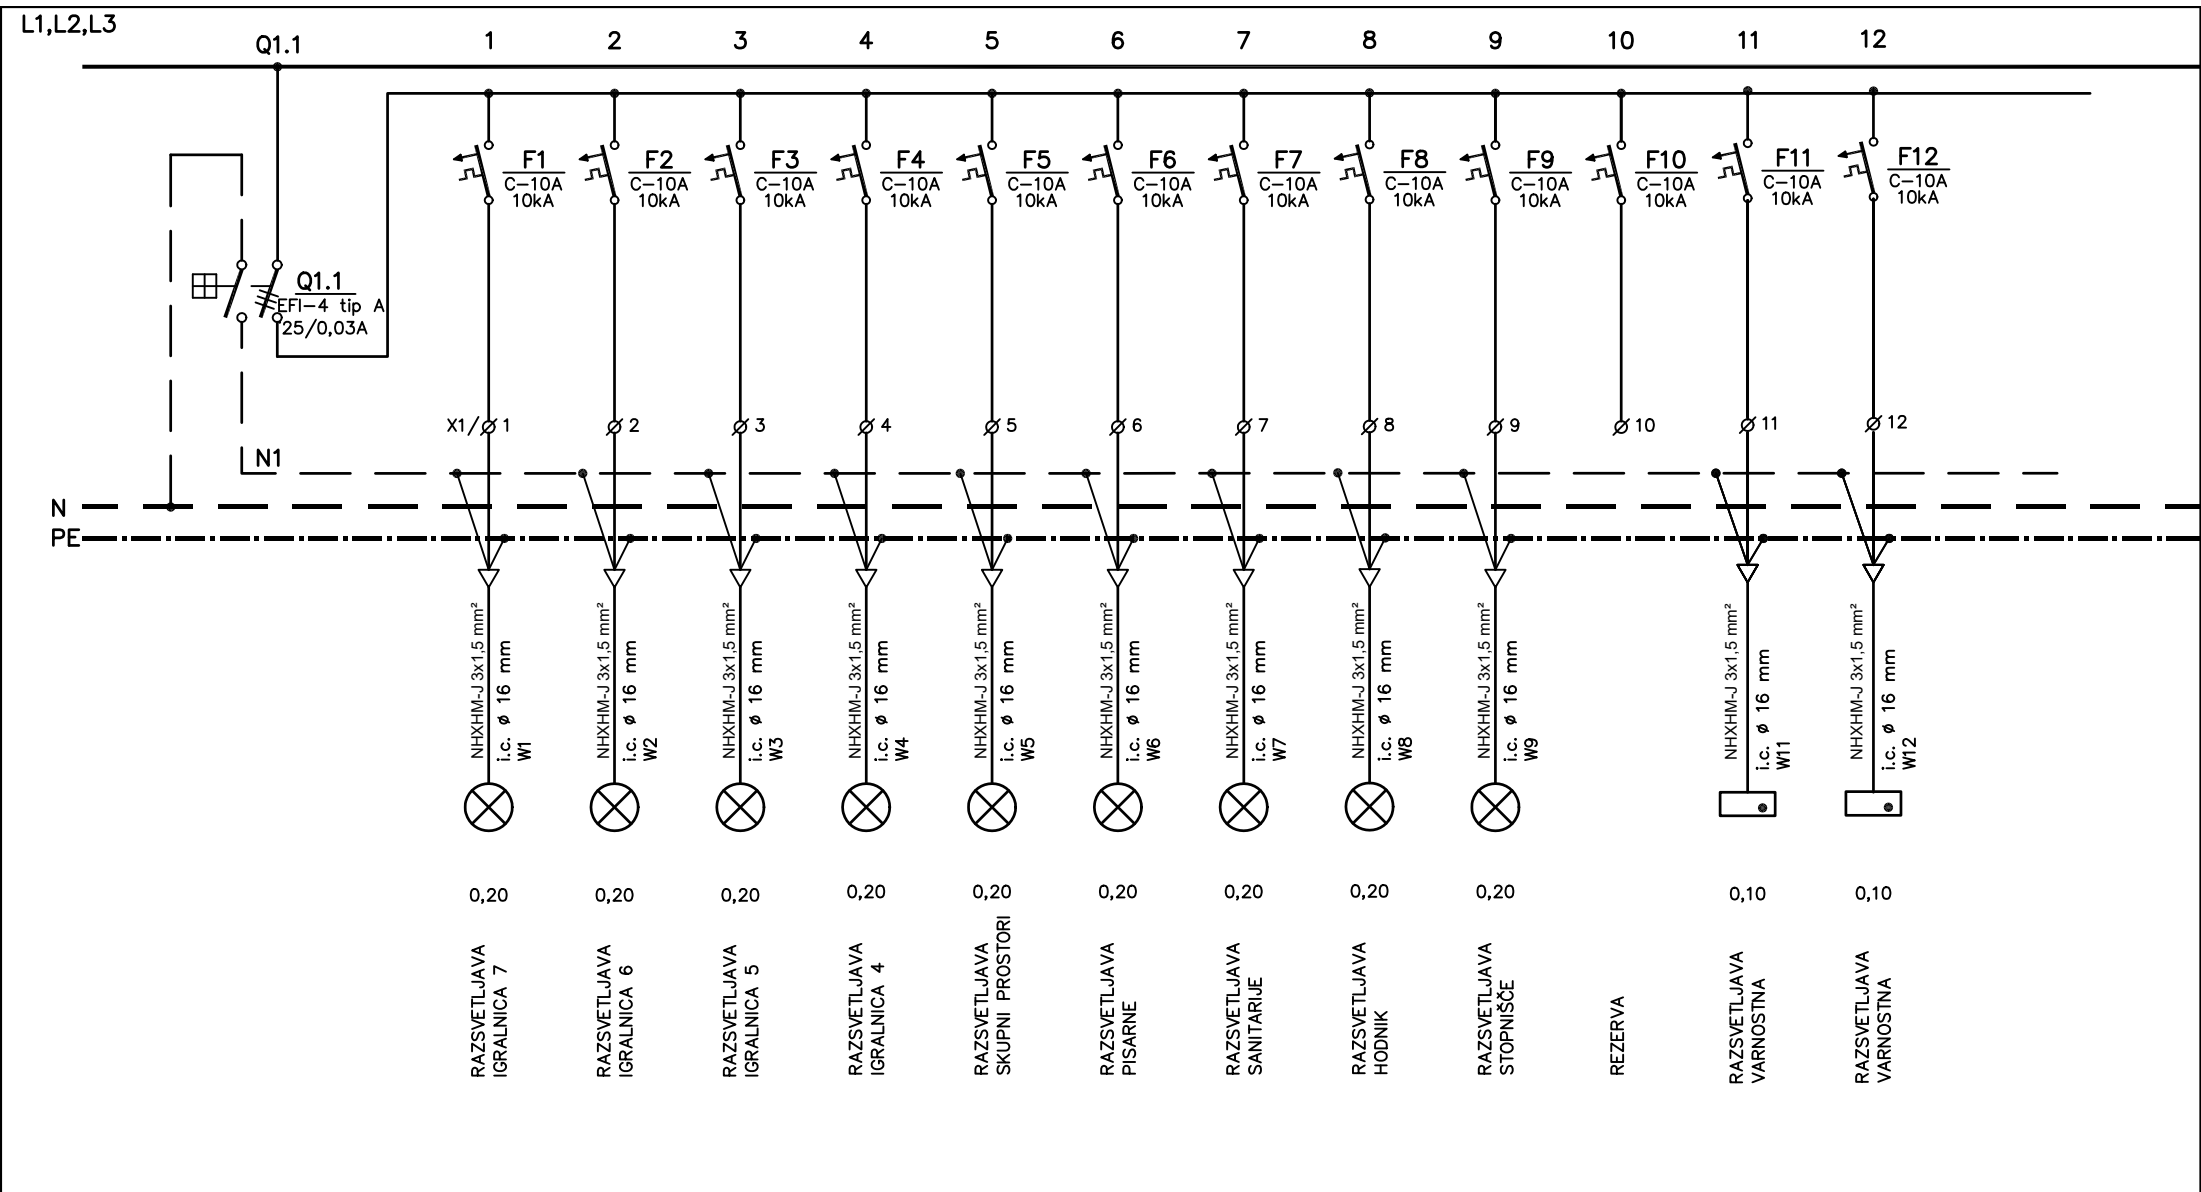 L1,L2,L3
Q1.1
1 2 3 4 5 6 7 8 9 10 11 12
F1 F2 F3 F4 F5 F6 F7 F8 F9 F10 F11 F12
C-10A C-10A C-10A C-10A C-10A C-10A C-10A C-10A C-10A C-10A C-10A C-10A
10kA 10kA 10kA 10kA 10kA 10kA 10kA 10kA 10kA 10kA 10kA 10kA
Q1.1
EFI-4 tip A
25/0,03A
X1/ 1 2 3 4 5 6 7 8 9 10 11 12
N1
N
PE
NHXHM-J 3x1,5 mm²
i.c. ø 16 mm
W1
NHXHM-J 3x1,5 mm²
i.c. ø 16 mm
W2
NHXHM-J 3x1,5 mm²
i.c. ø 16 mm
W3
NHXHM-J 3x1,5 mm²
i.c. ø 16 mm
W4
NHXHM-J 3x1,5 mm²
i.c. ø 16 mm
W5
NHXHM-J 3x1,5 mm²
i.c. ø 16 mm
W6
NHXHM-J 3x1,5 mm²
i.c. ø 16 mm
W7
NHXHM-J 3x1,5 mm²
i.c. ø 16 mm
W8
NHXHM-J 3x1,5 mm²
i.c. ø 16 mm
W9
NHXHM-J 3x1,5 mm²
i.c. ø 16 mm
W11
NHXHM-J 3x1,5 mm²
i.c. ø 16 mm
W12
0,20 0,20 0,20 0,20 0,20 0,20 0,20 0,20 0,20 0,10 0,10
RAZSVETLJAVA
IGRALNICA 7
RAZSVETLJAVA
IGRALNICA 6
RAZSVETLJAVA
IGRALNICA 5
RAZSVETLJAVA
IGRALNICA 4
RAZSVETLJAVA
SKUPNI PROSTORI
RAZSVETLJAVA
PISARNE
RAZSVETLJAVA
SANITARIJE
RAZSVETLJAVA
HODNIK
RAZSVETLJAVA
STOPNIŠČE
REZERVA
RAZSVETLJAVA
VARNOSTNA
RAZSVETLJAVA
VARNOSTNA